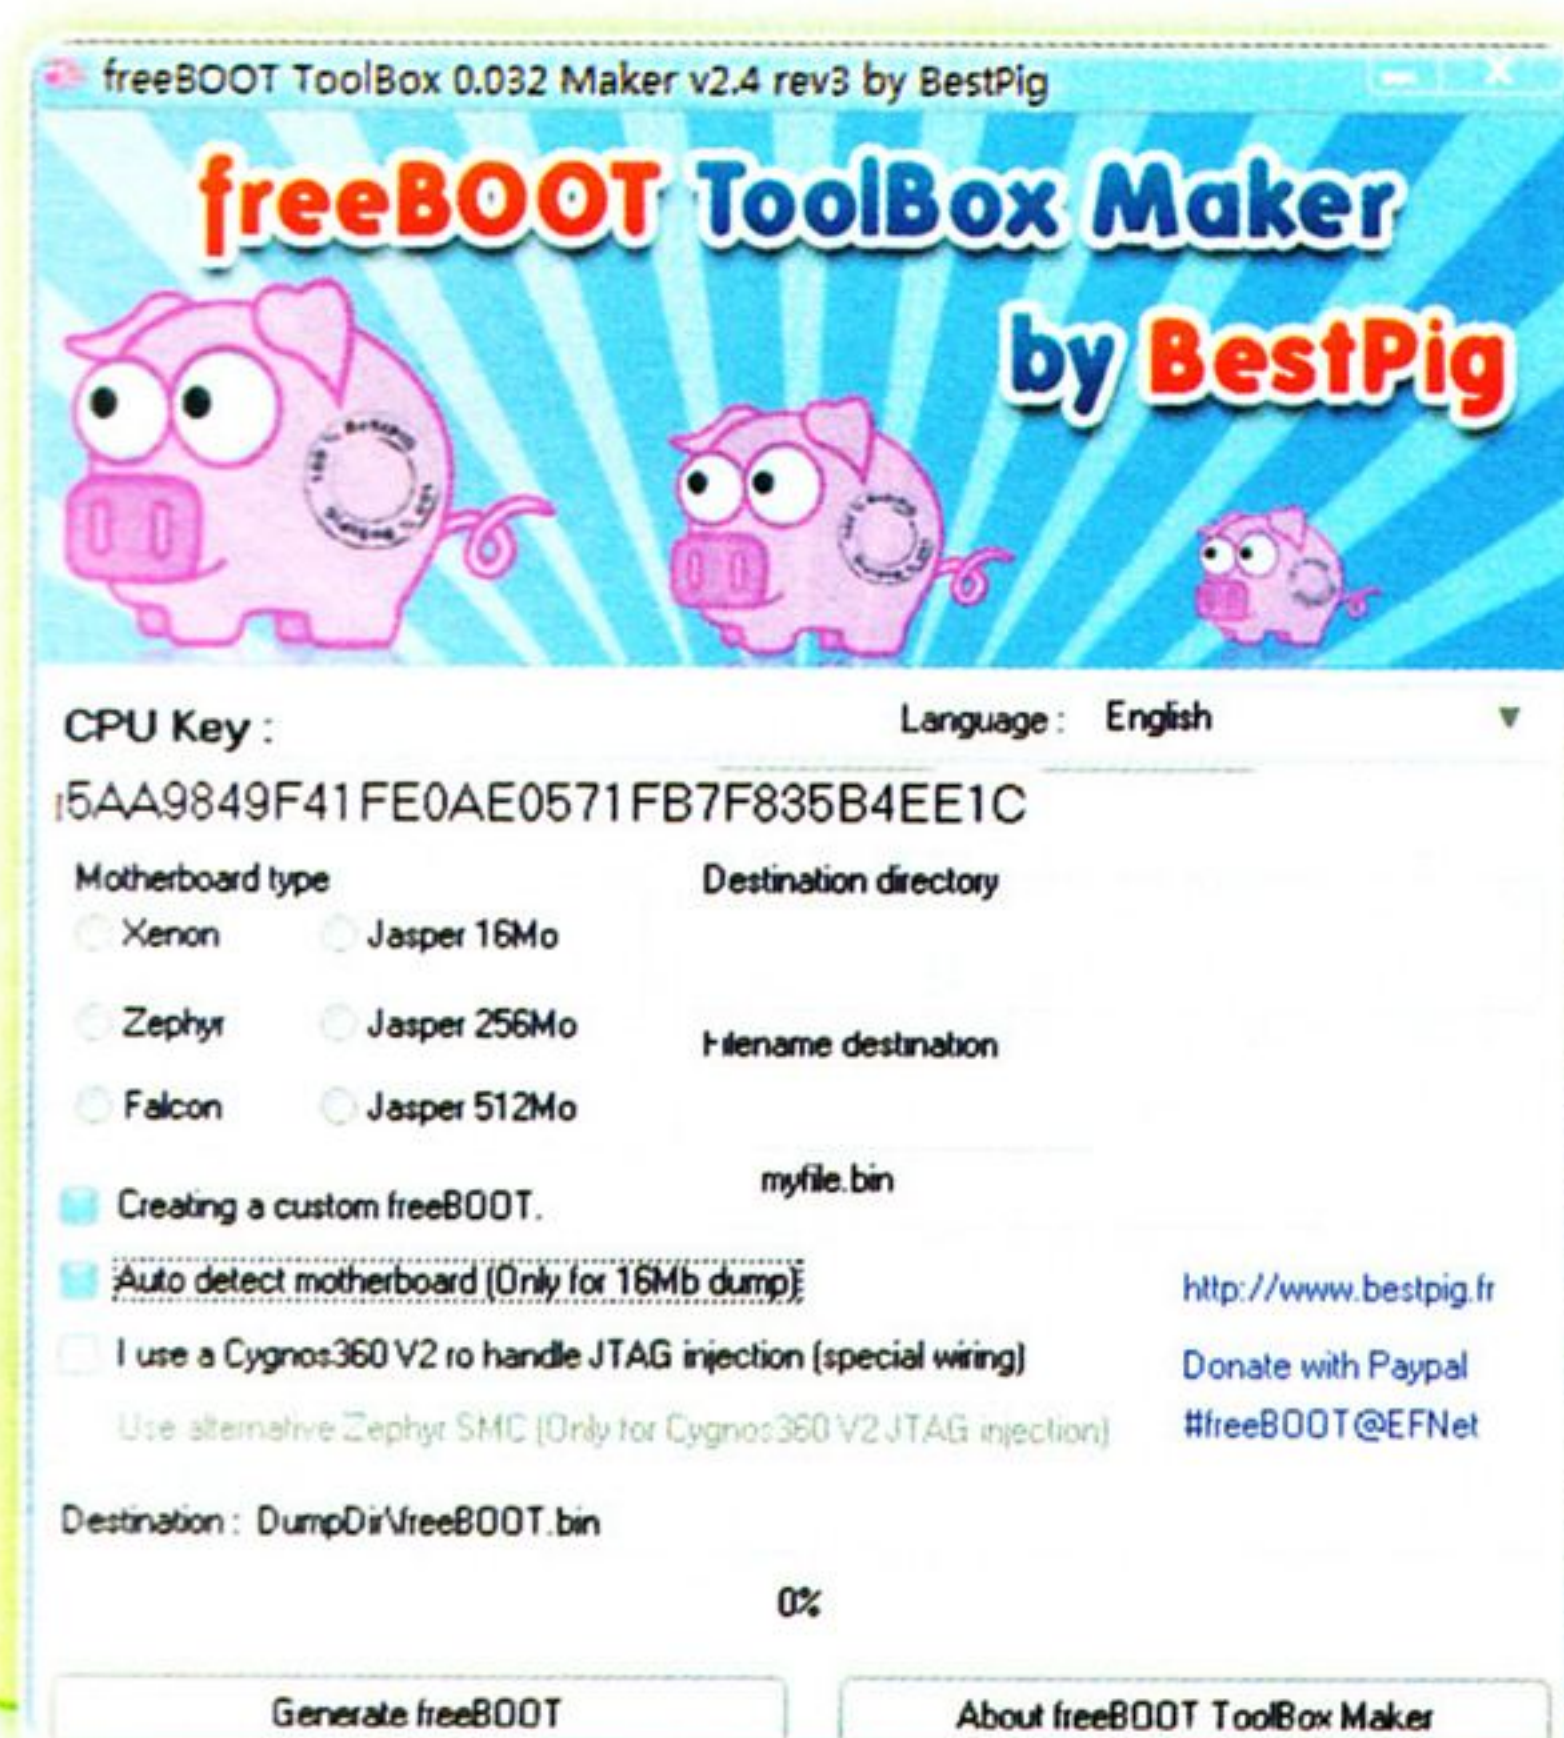 freeBOOT ToolBox 0.032 Maker v2.4 rev3 by BestPig
freeBOOT ToolBox Maker
by BestPig
CPU Key :
Language : English
5AA9849F41FE0AE0571FB7F835B4EE1C
Motherboard type
Destination directory
Xenon
Jasper 16Mo
Zephyr
Jasper 256Mo
Filename destination
Falcon
Jasper 512Mo
myfile.bin
Creating a custom freeBOOT.
Auto detect motherboard (Only for 16Mb dump)
http://www.bestpig.fr
I use a Cygnos360 V2 ro handle JTAG injection (special wiring)
Donate with Paypal
Use alternative Zephyr SMC (Only for Cygnos360 V2 JTAG injection)
#freeBOOT@EFNet
Destination : DumpDir\freeBOOT.bin
0%
Generate freeBOOT
About freeBOOT ToolBox Maker